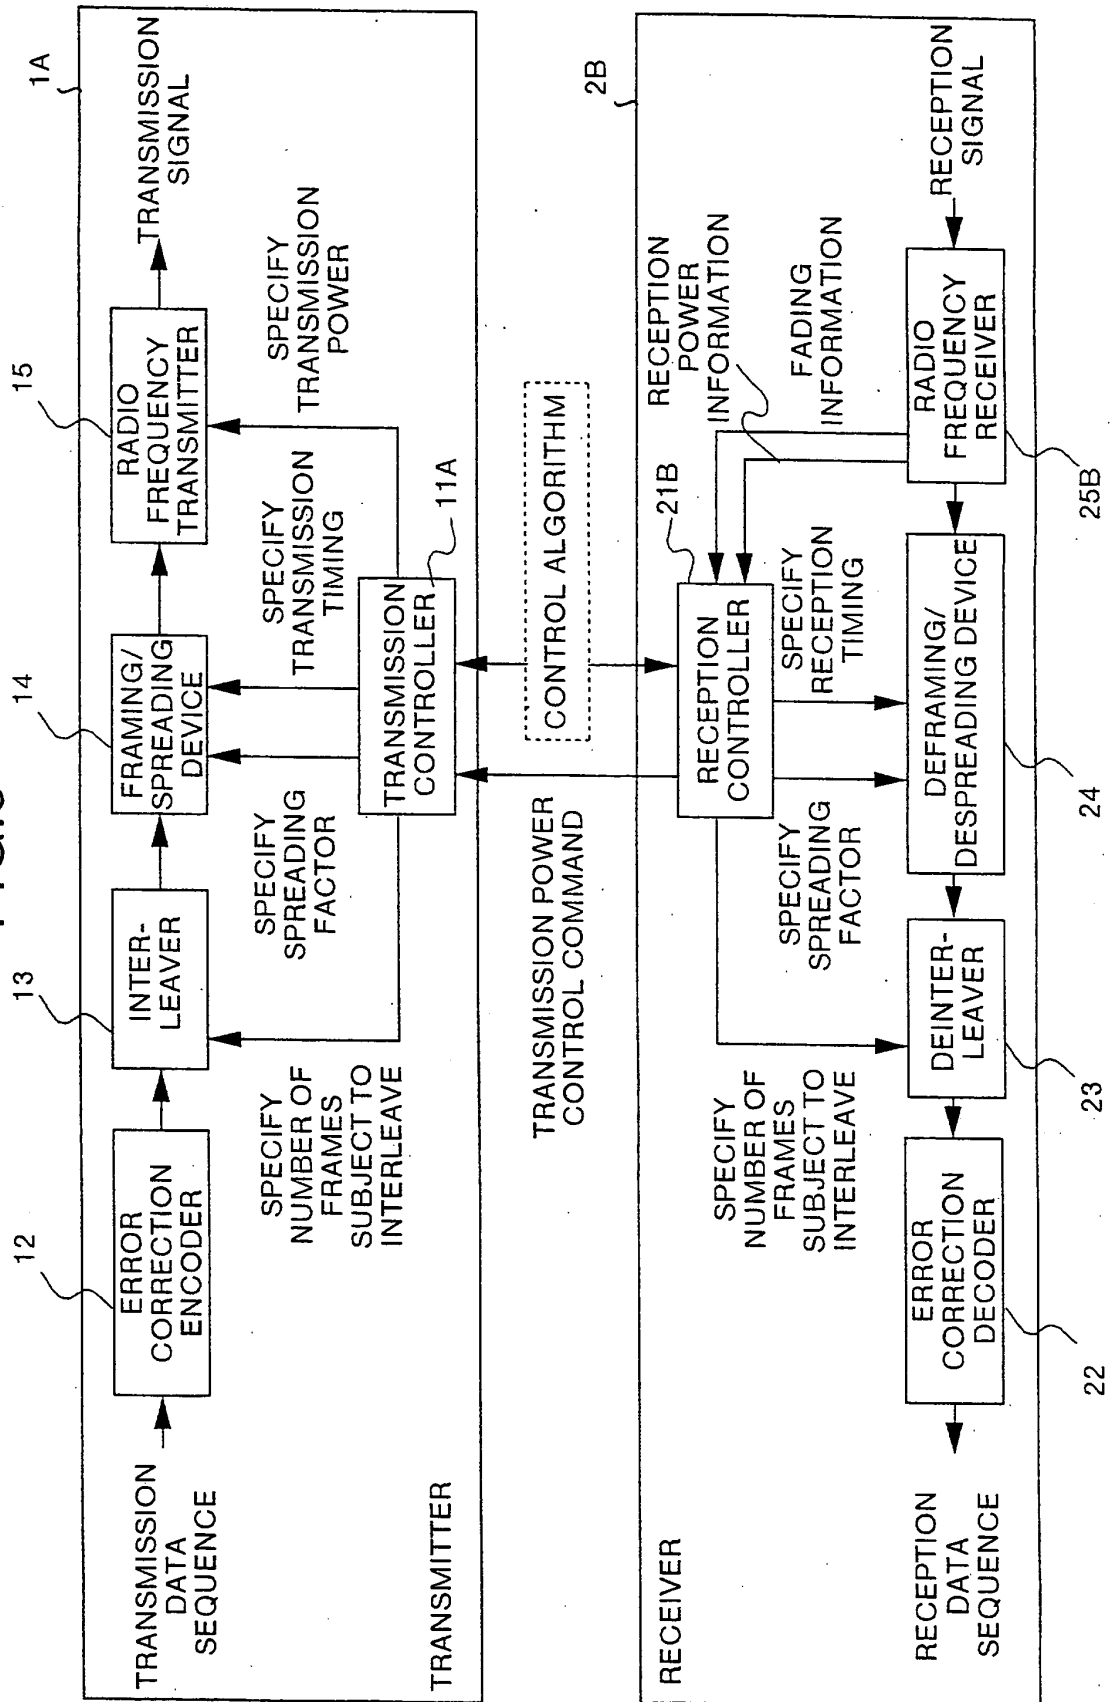 1A
15
14
13
12
TRANSMISSION
DATA
SEQUENCE
ERROR
CORRECTION
ENCODER
INTER-
LEAVER
FRAMING/
SPREADING
DEVICE
RADIO
FREQUENCY
TRANSMITTER
TRANSMISSION
SIGNAL
SPECIFY
NUMBER OF
FRAMES
SUBJECT TO
INTERLEAVE
SPECIFY
SPREADING
FACTOR
SPECIFY
TRANSMISSION
TIMING
SPECIFY
TRANSMISSION
POWER
TRANSMISSION
CONTROLLER
11A
TRANSMITTER
TRANSMISSION POWER
CONTROL COMMAND
CONTROL ALGORITHM
2B
RECEIVER
21B
RECEPTION
CONTROLLER
RECEPTION
POWER
INFORMATION
FADING
INFORMATION
SPECIFY
NUMBER OF
FRAMES
SUBJECT TO
INTERLEAVE
SPECIFY
SPREADING
FACTOR
SPECIFY
RECEPTION
TIMING
RECEPTION
DATA
SEQUENCE
ERROR
CORRECTION
DECODER
DEINTER-
LEAVER
DEFRAMING/
DESPREADING DEVICE
RADIO
FREQUENCY
RECEIVER
RECEPTION
SIGNAL
22
23
24
25B